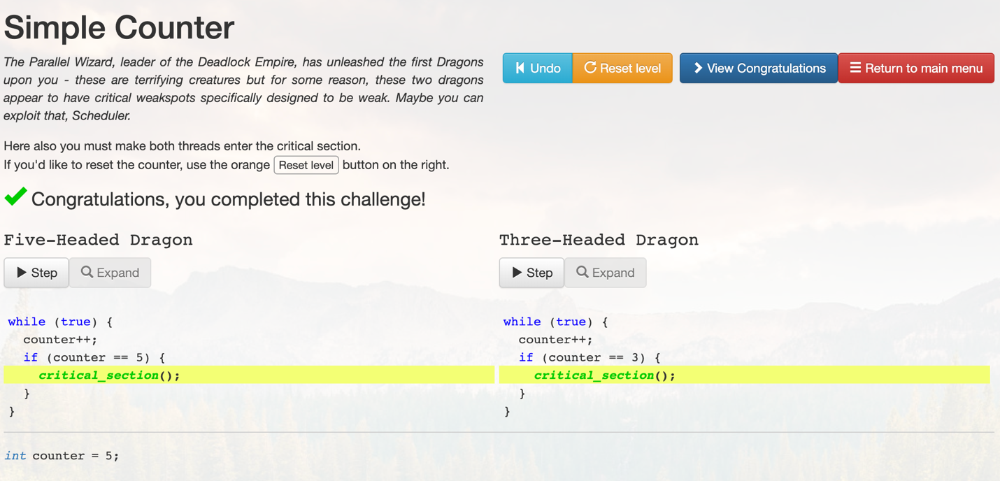 Simple Counter
The Parallel Wizard, leader of the Deadlock Empire, has unleashed the first Dragons
upon you - these are terrifying creatures but for some reason, these two dragons
appear to have critical weakspots specifically designed to be weak. Maybe you can
exploit that, Scheduler.
Undo Reset level View Congratulations Return to main menu
Here also you must make both threads enter the critical section.
If you'd like to reset the counter, use the orange Reset level button on the right.
Congratulations, you completed this challenge!
Five-Headed Dragon
Step Expand
while (true) {
  counter++;
  if (counter == 5) {
    critical_section();
  }
}
Three-Headed Dragon
Step Expand
while (true) {
  counter++;
  if (counter == 3) {
    critical_section();
  }
}
int counter = 5;